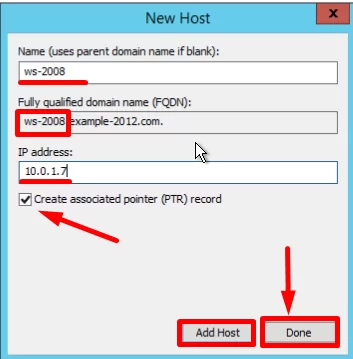 New Host
x
Name (uses parent domain name if blank):
ws-2008
Fully qualified domain name (FQDN):
ws-2008.example-2012.com.
IP address:
10.0.1.7
Create associated pointer (PTR) record
Add Host
Done